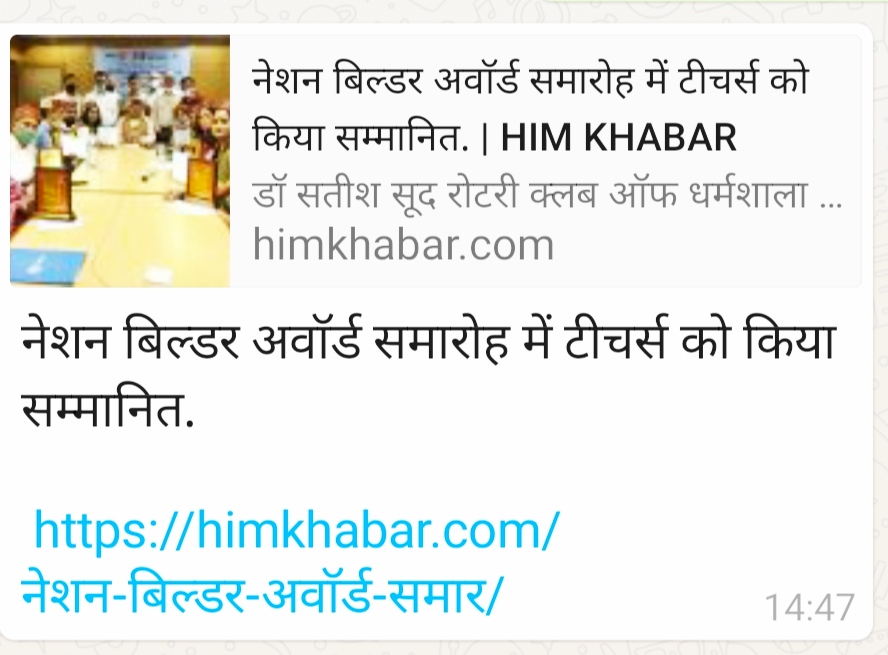 नेशन बिल्डर अवॉर्ड समारोह में टीचर्स को
किया सम्मानित. | HIM KHABAR
डॉ सतीश सूद रोटरी क्लब ऑफ धर्मशाला ...
himkhabar.com
नेशन बिल्डर अवॉर्ड समारोह में टीचर्स को किया
सम्मानित.
https://himkhabar.com/
नेशन-बिल्डर-अवॉर्ड-समार/
14:47